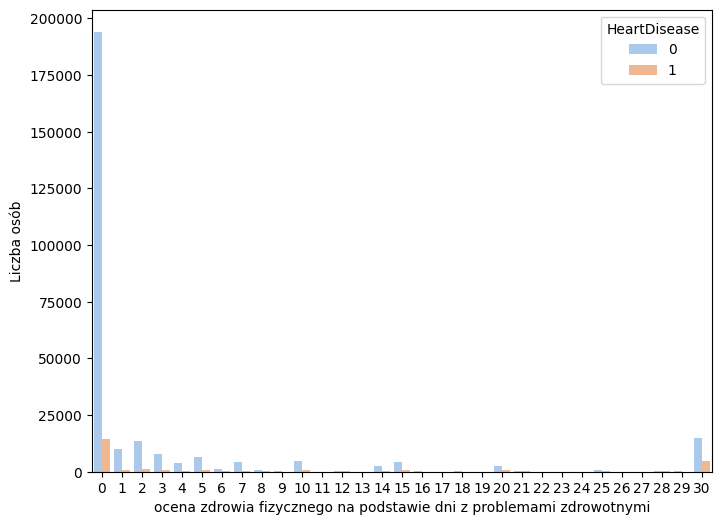 200000
175000
150000
125000
100000
75000
50000
25000
0
Liczba osób
HeartDisease
0
1
0 1 2 3 4 5 6 7 8 9 10 11 12 13 14 15 16 17 18 19 20 21 22 23 24 25 26 27 28 29 30
ocena zdrowia fizycznego na podstawie dni z problemami zdrowotnymi